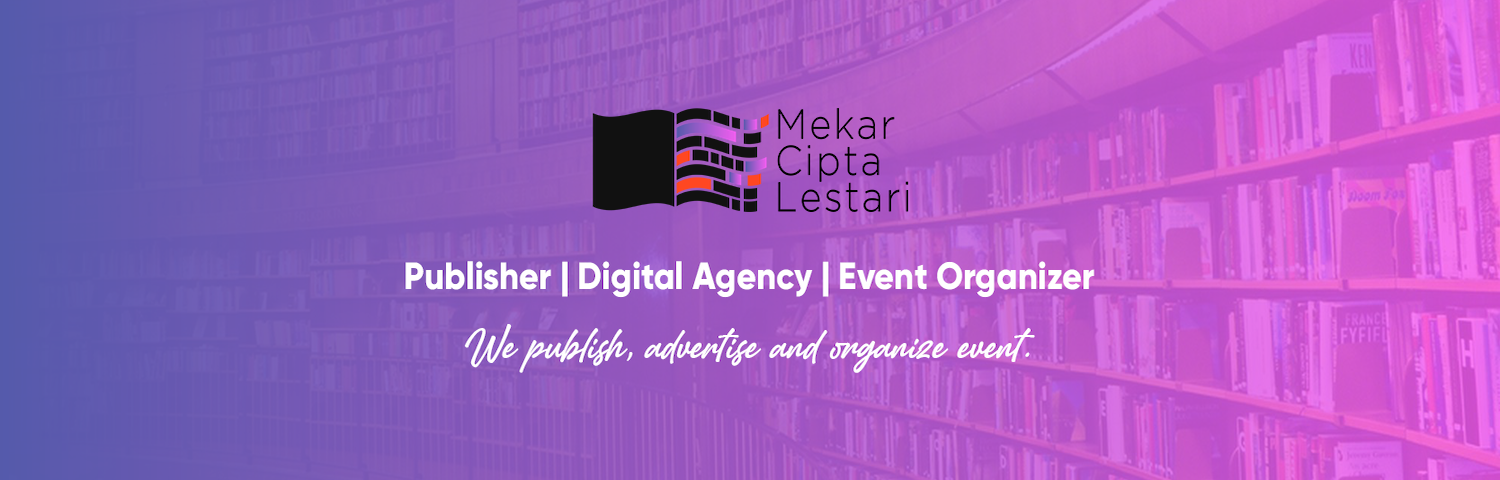 Mekar
Cipta
Lestari
Publisher | Digital Agency | Event Organizer
We publish, advertise and organize event.